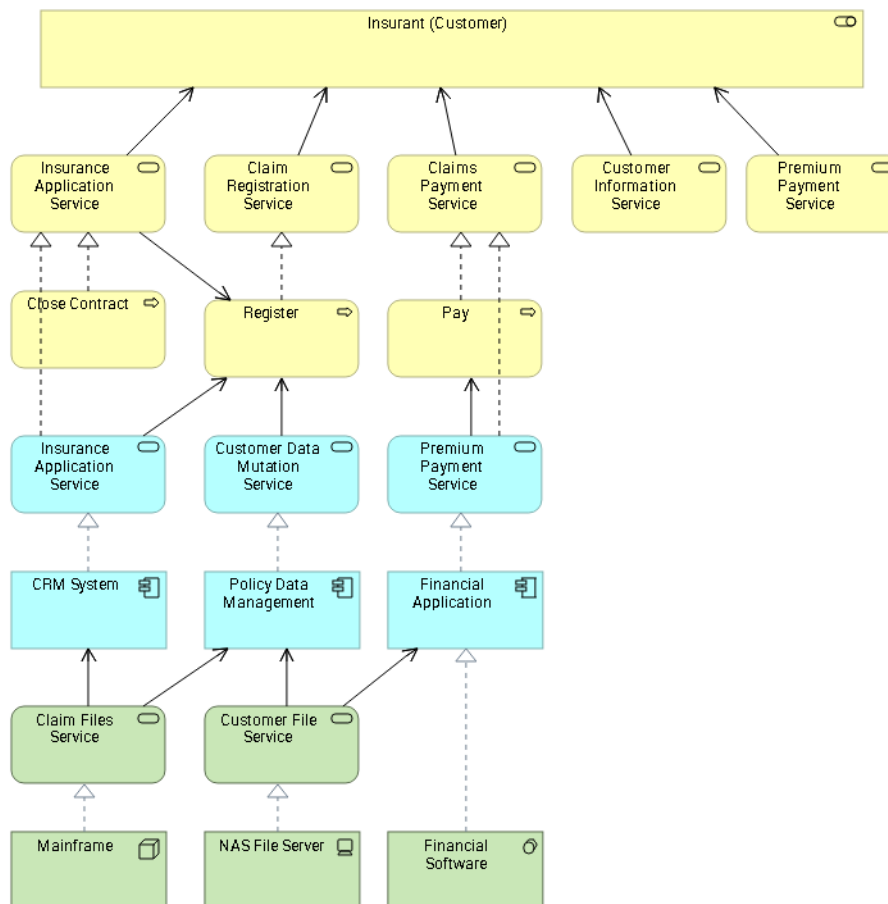 Insurant (Customer)
Insurance
Application
Service
Claim
Registration
Service
Claims
Payment
Service
Customer
Information
Service
Premium
Payment
Service
Close Contract
Register
Pay
Insurance
Application
Service
Customer Data
Mutation
Service
Premium
Payment
Service
CRM System
Policy Data
Management
Financial
Application
Claim Files
Service
Customer File
Service
Mainframe
NAS File Server
Financial
Software